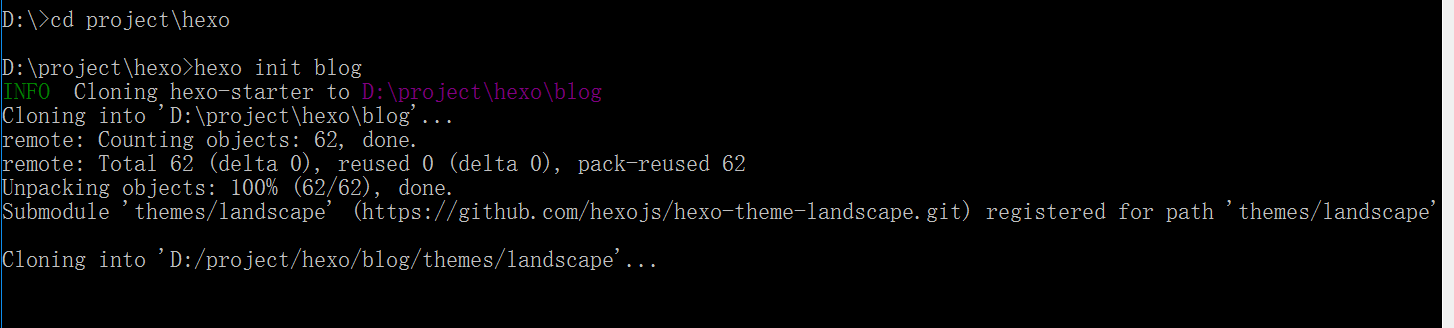 D:\>cd project\hexo
D:\project\hexo>hexo init blog
INFO  Cloning hexo-starter to D:\project\hexo\blog
Cloning into 'D:\project\hexo\blog'...
remote: Counting objects: 62, done.
remote: Total 62 (delta 0), reused 0 (delta 0), pack-reused 62
Unpacking objects: 100% (62/62), done.
Submodule 'themes/landscape' (https://github.com/hexojs/hexo-theme-landscape.git) registered for path 'themes/landscape'
Cloning into 'D:/project/hexo/blog/themes/landscape'...